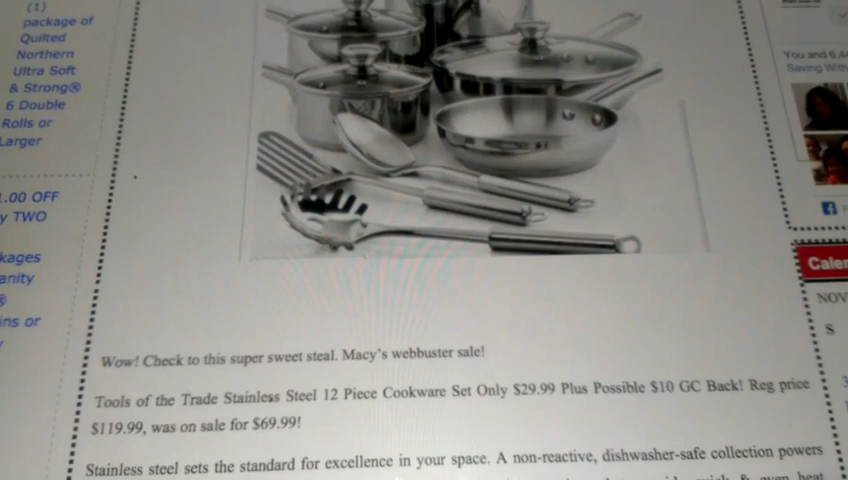 (1)
package of
Quilted
Northern
Ultra Soft
& Strong®
6 Double
Rolls or
Larger
.00 OFF
TWO
®
ins or
You and 6,4
Saving With
Caler
NOV
S
Wow! Check to this super sweet steal. Macy's webbuster sale!
Tools of the Trade Stainless Steel 12 Piece Cookware Set Only $29.99 Plus Possible $10 GC Back! Reg price
$119.99, was on sale for $69.99!
Stainless steel sets the standard for excellence in your space. A non-reactive, dishwasher-safe collection powers
quick & even heat